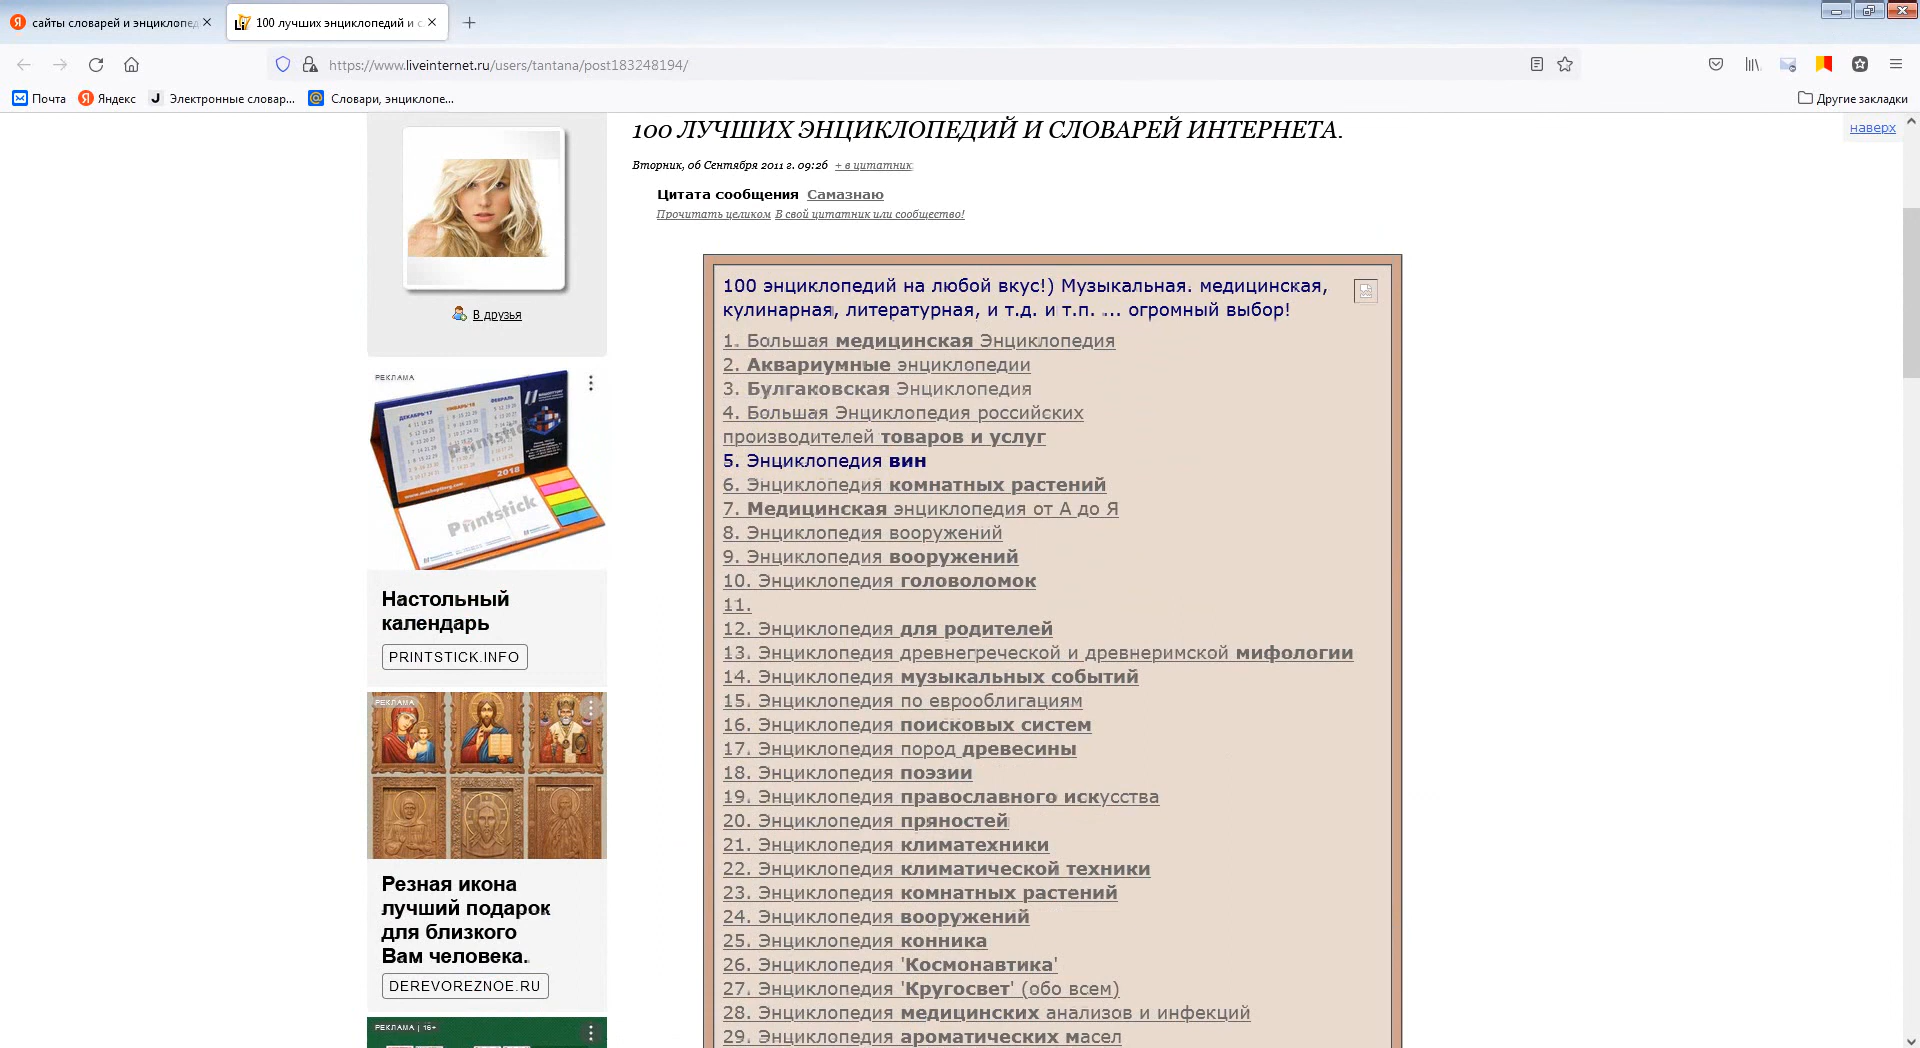 сайты словарей и энциклопед
100 лучших энциклопедий и с
https://www.liveinternet.ru/users/tantana/post183248194/
Почта
Яндекс
Электронные словар...
Словари, энциклопе...
Другие закладки
наверх
В друзья
РЕКЛАМА
ДЕКАБРЬ'17
ЯНВАРЬ'18
ФЕВРАЛЬ
Printstick
2018
Printstick
Настольный
календарь
PRINTSTICK.INFO
РЕКЛАМА
Резная икона
лучший подарок
для близкого
Вам человека.
DEREVOREZNOE.RU
РЕКЛАМА | 16+
100 ЛУЧШИХ ЭНЦИКЛОПЕДИЙ И СЛОВАРЕЙ ИНТЕРНЕТА.
Вторник, 06 Сентября 2011 г. 09:26 + в цитатник
Цитата сообщения Самазнаю
Прочитать целиком В свой цитатник или сообщество!
100 энциклопедий на любой вкус!) Музыкальная. медицинская,
кулинарная, литературная, и т.д. и т.п. ... огромный выбор!
1. Большая медицинская Энциклопедия
2. Аквариумные энциклопедии
3. Булгаковская Энциклопедия
4. Большая Энциклопедия российских
производителей товаров и услуг
5. Энциклопедия вин
6. Энциклопедия комнатных растений
7. Медицинская энциклопедия от А до Я
8. Энциклопедия вооружений
9. Энциклопедия вооружений
10. Энциклопедия головоломок
11.
12. Энциклопедия для родителей
13. Энциклопедия древнегреческой и древнеримской мифологии
14. Энциклопедия музыкальных событий
15. Энциклопедия по еврооблигациям
16. Энциклопедия поисковых систем
17. Энциклопедия пород древесины
18. Энциклопедия поэзии
19. Энциклопедия православного искусства
20. Энциклопедия пряностей
21. Энциклопедия климатехники
22. Энциклопедия климатической техники
23. Энциклопедия комнатных растений
24. Энциклопедия вооружений
25. Энциклопедия конника
26. Энциклопедия 'Космонавтика'
27. Энциклопедия 'Кругосвет' (обо всем)
28. Энциклопедия медицинских анализов и инфекций
29. Энциклопедия ароматических масел